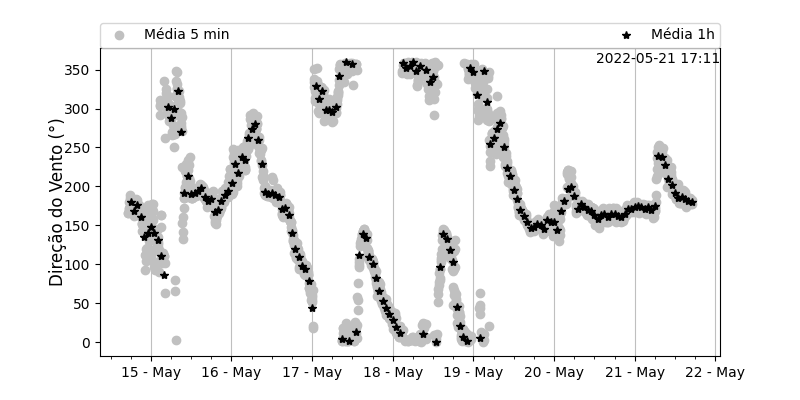 Média 5 min
Média 1h
2022-05-21 17:11
Direção do Vento (°)
350
300
250
200
150
100
50
0
15 - May
16 - May
17 - May
18 - May
19 - May
20 - May
21 - May
22 - May